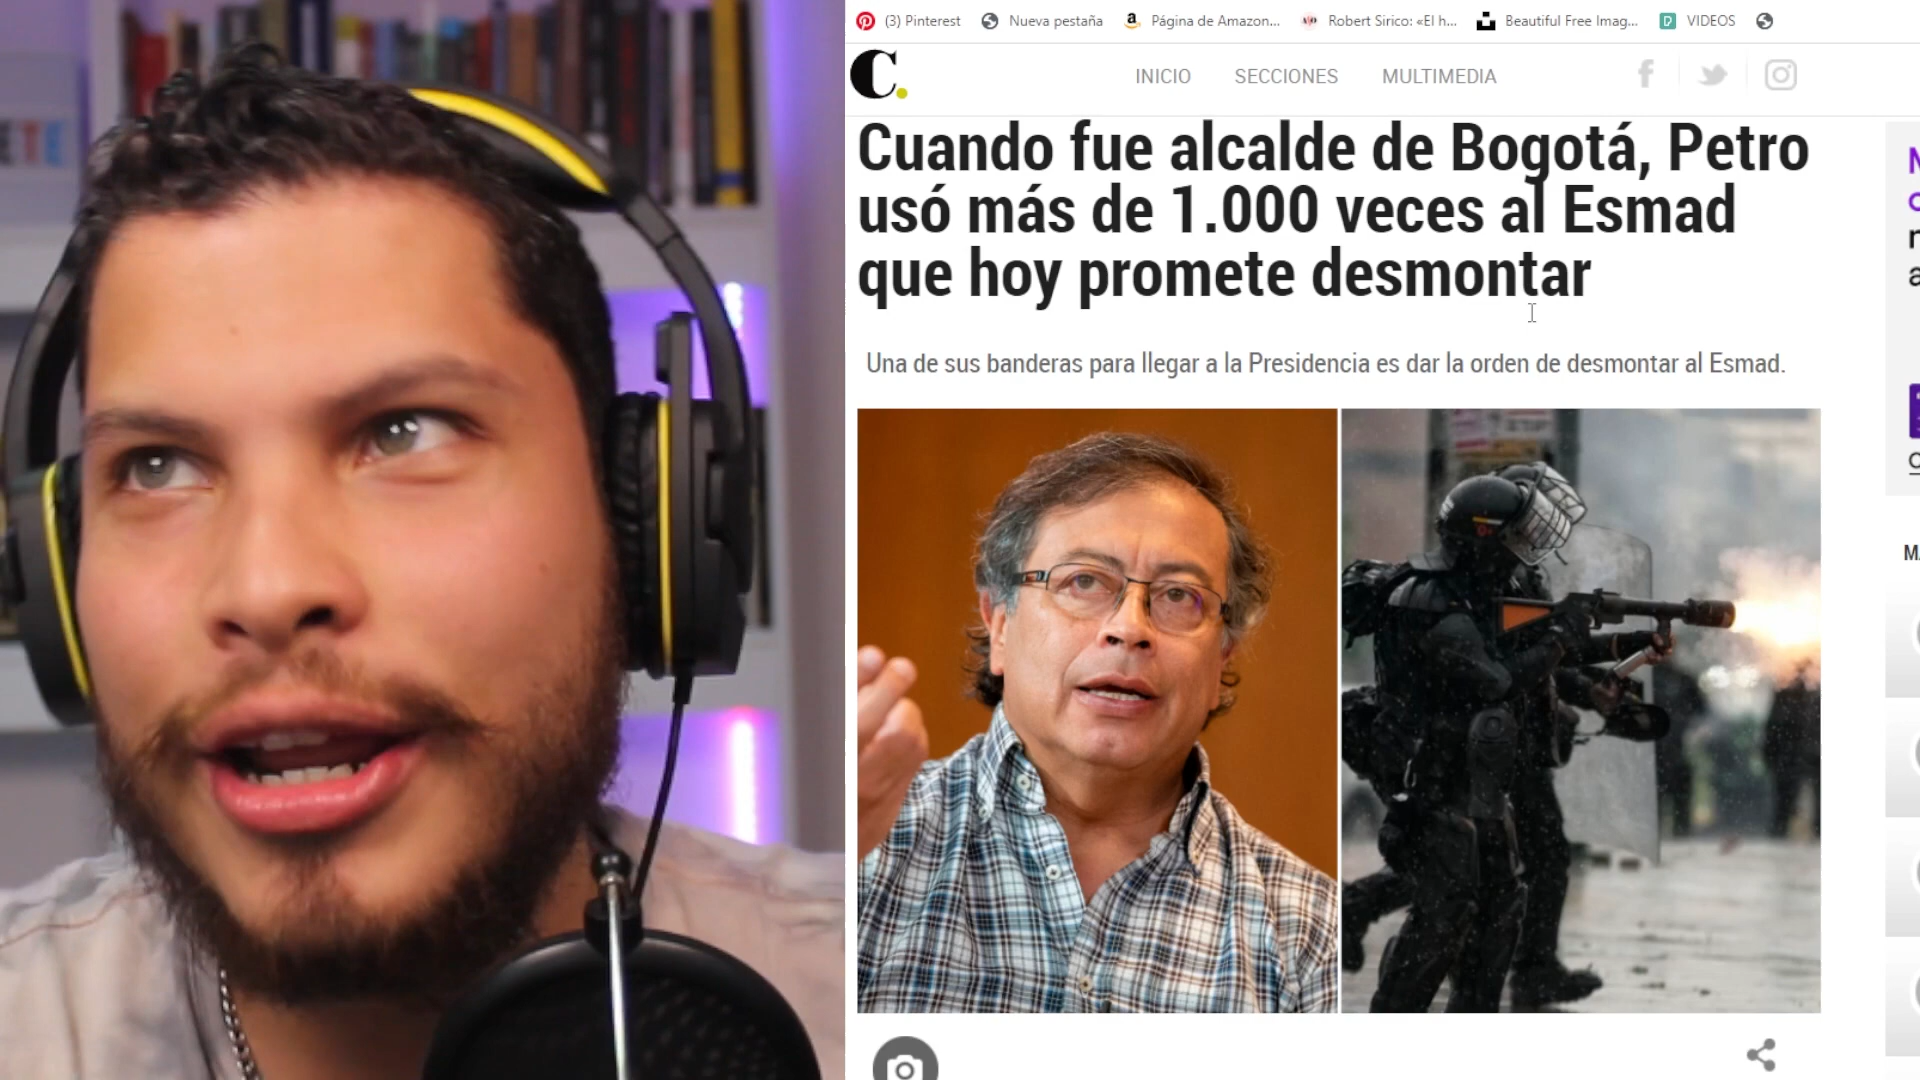 (3) Pinterest Nueva pestaña Página de Amazon... Robert Sirico: «El h... Beautiful Free Imag... VIDEOS
C.
INICIO SECCIONES MULTIMEDIA
Cuando fue alcalde de Bogotá, Petro
usó más de 1.000 veces al Esmad
que hoy promete desmontar
Una de sus banderas para llegar a la Presidencia es dar la orden de desmontar al Esmad.